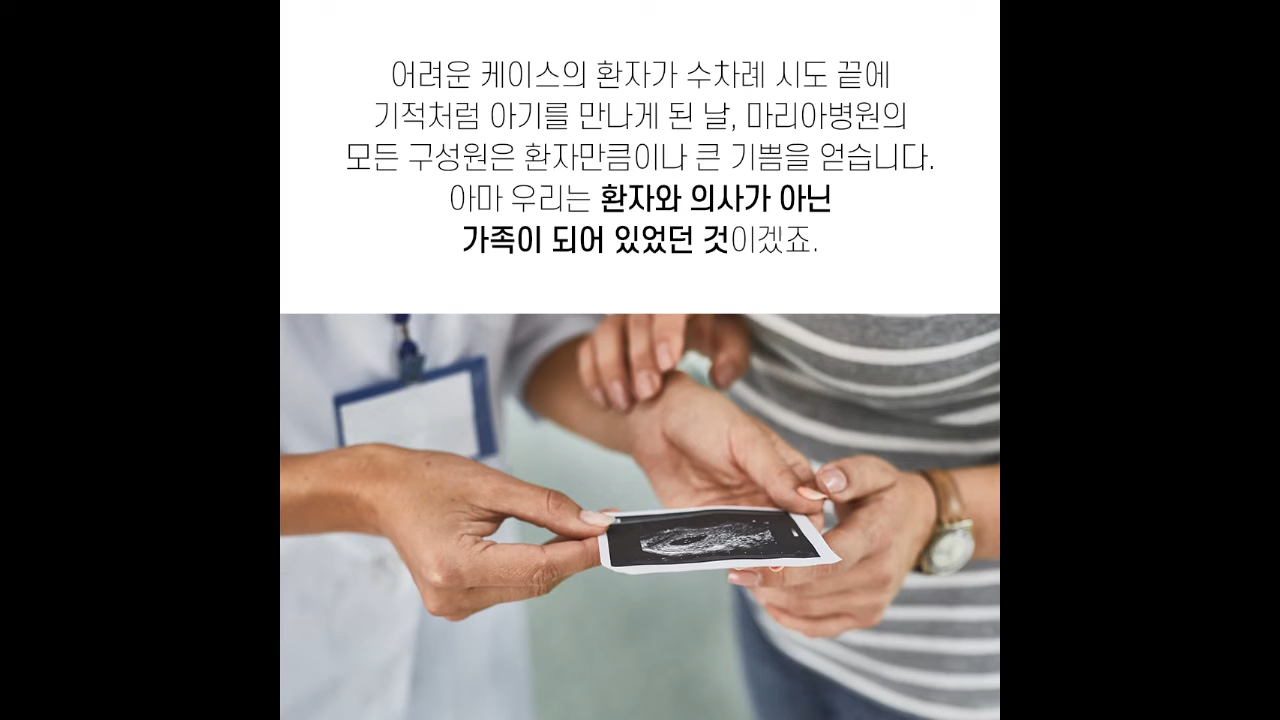 어려운 케이스의 환자가 수차례 시도 끝에
기적처럼 아기를 만나게 된 날, 마리아병원의
모든 구성원은 환자만큼이나 큰 기쁨을 얻습니다.
아마 우리는 환자와 의사가 아닌
가족이 되어 있었던 것이겠죠.